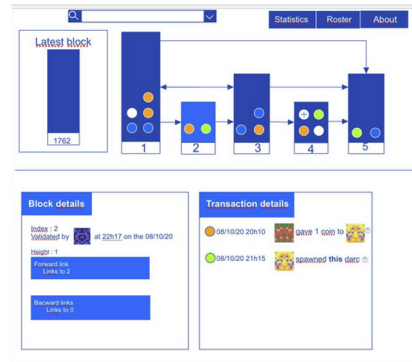 Statistics Roster About
Latest block
1762
1 2 3 4 5
Block details
Index : 2
Validated by at 22h17 on the 08/10/20
Height : 1
Forward link
Links to 2
Bacward links
Links to 0
Transaction details
08/10/20 20h10 gave 1 coin to ?
08/10/20 21h15 spawned this darc ?